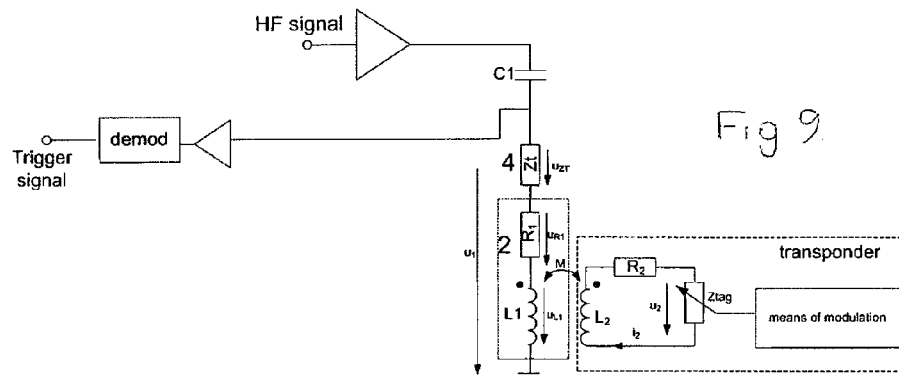 HF signal
C1
Fig 9
demod
Trigger
signal
4
Zt
uZT
2
R1
uR1
u1
M
L1
uL1
transponder
R2
L2
u2
Ztag
i2
means of modulation